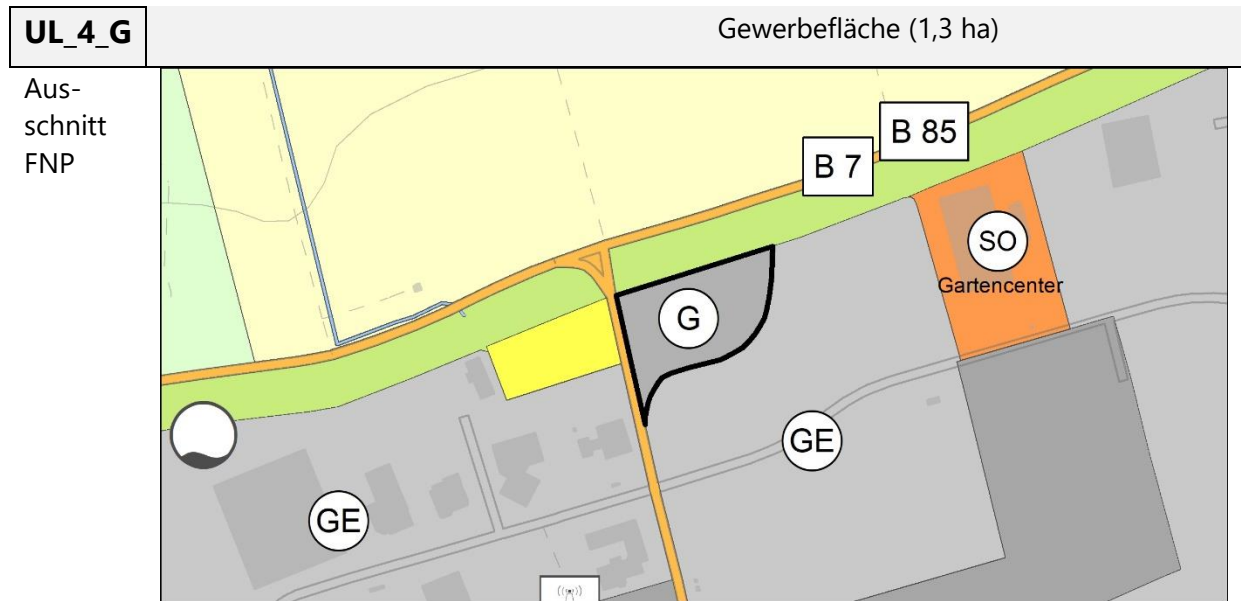 UL_4_G
Gewerbefläche (1,3 ha)
Aus-
schnitt
FNP
B 85
B 7
SO
Gartencenter
G
GE
GE